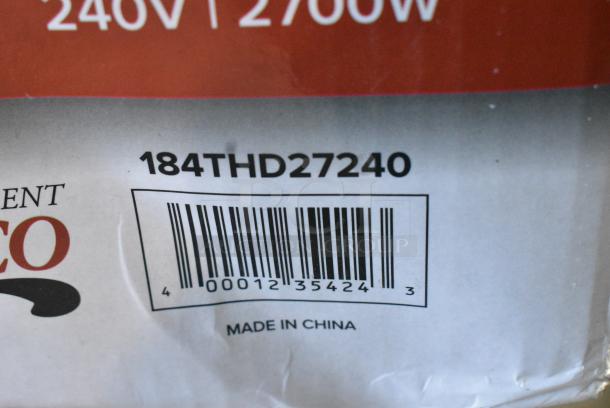 240V | 2700W
184THD27240
ENT
CO
4 00012 35424 3
MADE IN CHINA